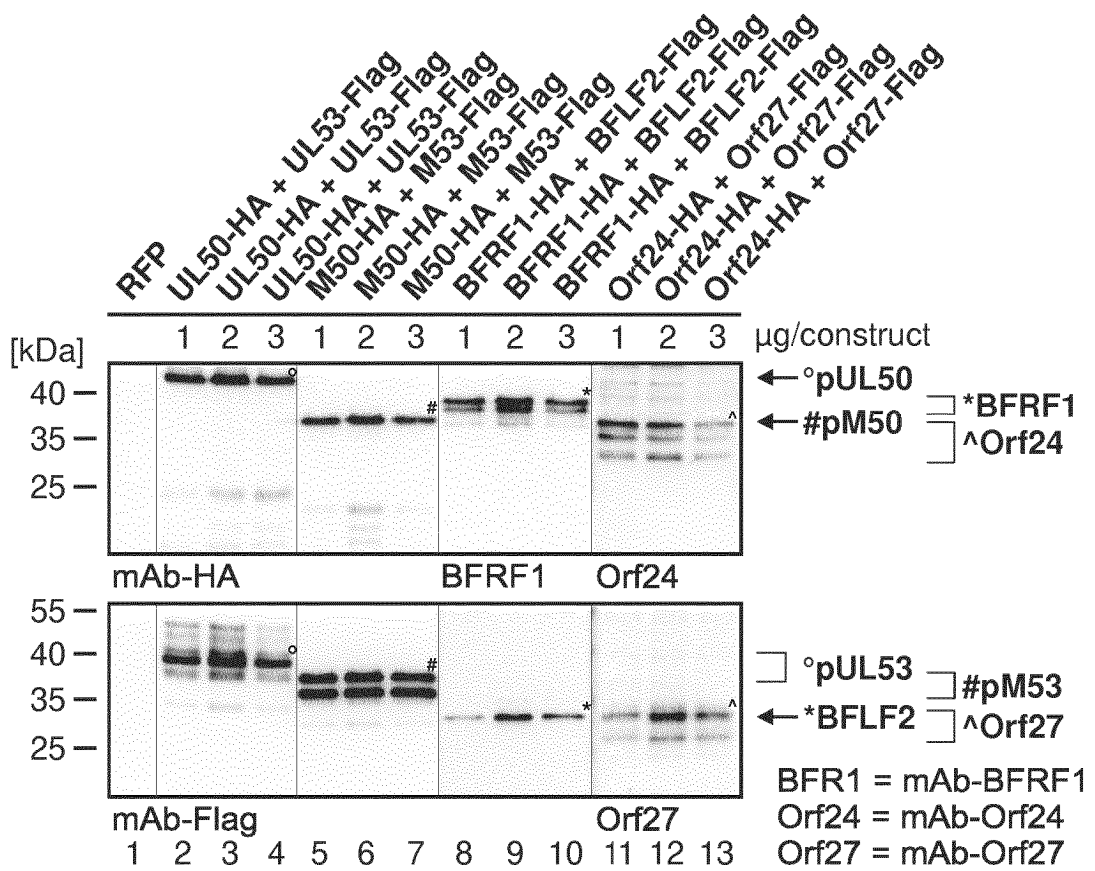 RFP
UL50-HA + UL53-Flag
UL50-HA + UL53-Flag
UL50-HA + UL53-Flag
M50-HA + M53-Flag
M50-HA + M53-Flag
M50-HA + M53-Flag
BFRF1-HA + BFLF2-Flag
BFRF1-HA + BFLF2-Flag
BFRF1-HA + BFLF2-Flag
Orf24-HA + Orf27-Flag
Orf24-HA + Orf27-Flag
Orf24-HA + Orf27-Flag
1 2 3 1 2 3 1 2 3 1 2 3 µg/construct
[kDa]
40
35
25
° # * ^
°pUL50
*BFRF1
#pM50
^Orf24
mAb-HA BFRF1 Orf24
55
40
35
25
° # * ^
°pUL53
#pM53
*BFLF2
^Orf27
mAb-Flag Orf27
1 2 3 4 5 6 7 8 9 10 11 12 13
BFR1 = mAb-BFRF1
Orf24 = mAb-Orf24
Orf27 = mAb-Orf27